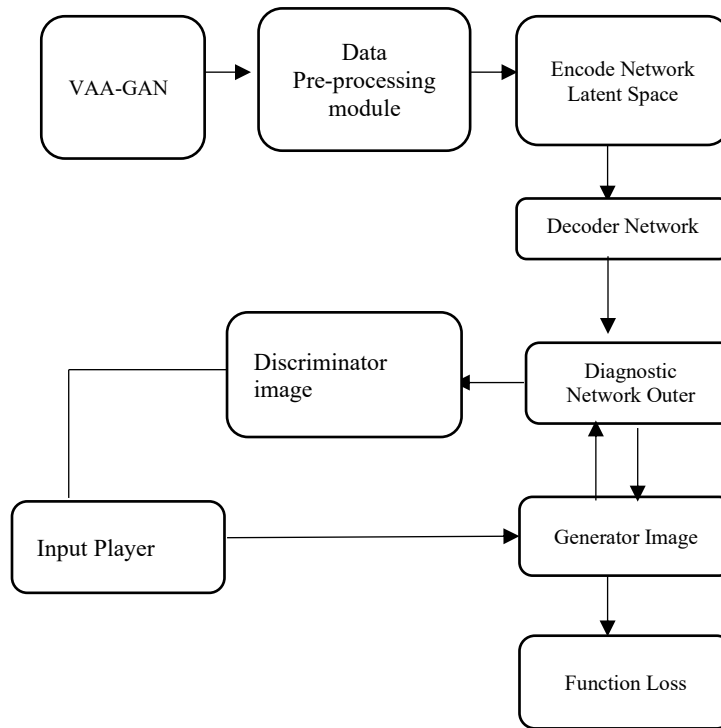 VAA-GAN
Data
Pre-processing
module
Encode Network
Latent Space
Decoder Network
Discriminator
image
Diagnostic
Network Outer
Input Player
Generator Image
Function Loss